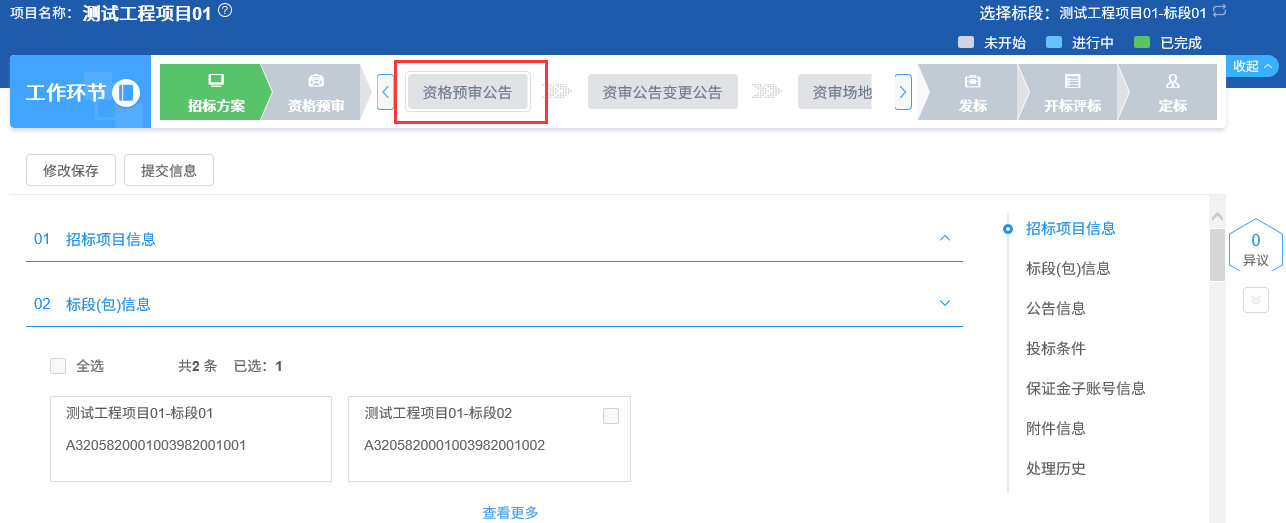 项目名称： 测试工程项目01
选择标段：测试工程项目01-标段01
未开始 进行中 已完成
收起
工作环节
招标方案 资格预审 资格预审公告 资审公告变更公告 资审场地 发标 开标评标 定标
修改保存 提交信息
01 招标项目信息
02 标段(包)信息
全选 共2 条 已选：1
测试工程项目01-标段01
A3205820001003982001001
测试工程项目01-标段02
A3205820001003982001002
查看更多
招标项目信息
标段(包)信息
公告信息
投标条件
保证金子账号信息
附件信息
处理历史
0
异议